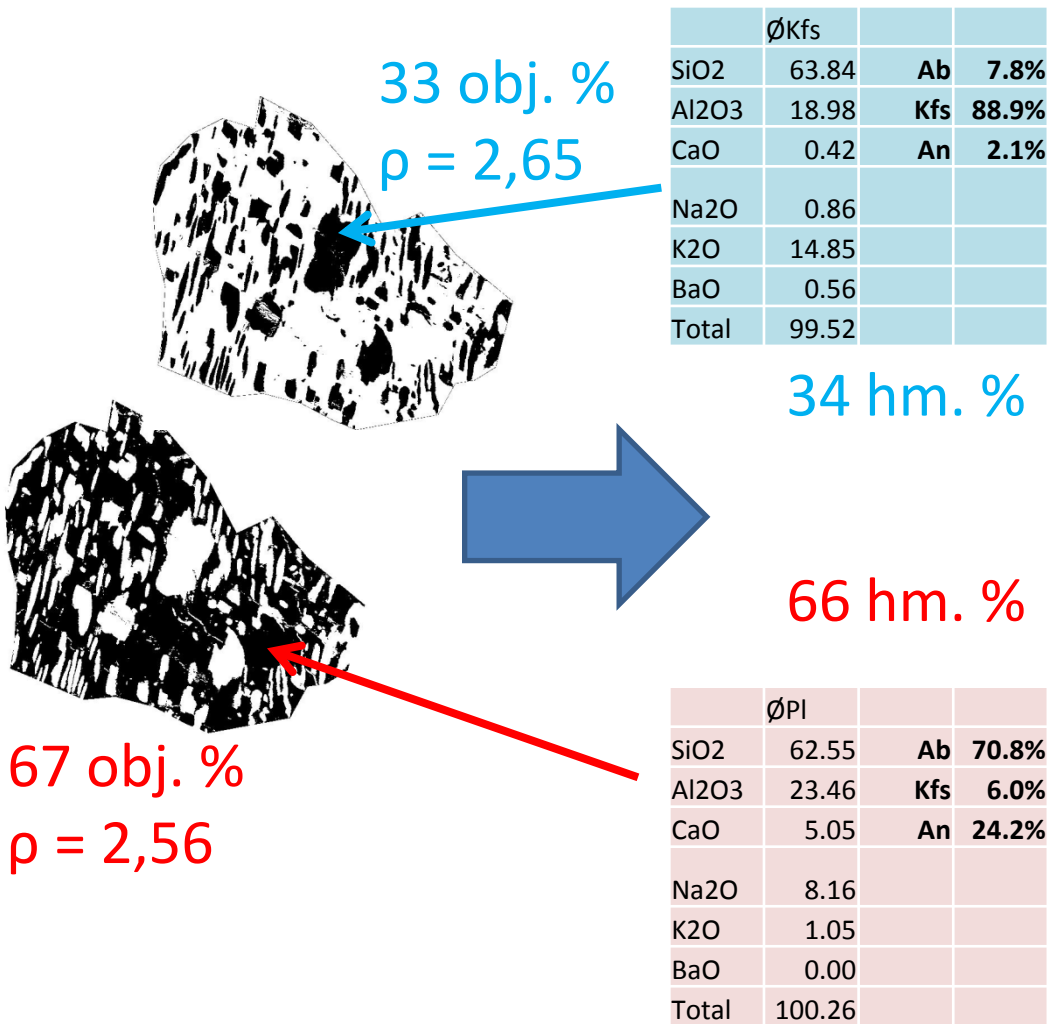 33 obj. %
ρ = 2,65
ØKfs
SiO2 63.84 Ab 7.8%
Al2O3 18.98 Kfs 88.9%
CaO 0.42 An 2.1%
Na2O 0.86
K2O 14.85
BaO 0.56
Total 99.52
34 hm. %
66 hm. %
67 obj. %
ρ = 2,56
ØPl
SiO2 62.55 Ab 70.8%
Al2O3 23.46 Kfs 6.0%
CaO 5.05 An 24.2%
Na2O 8.16
K2O 1.05
BaO 0.00
Total 100.26